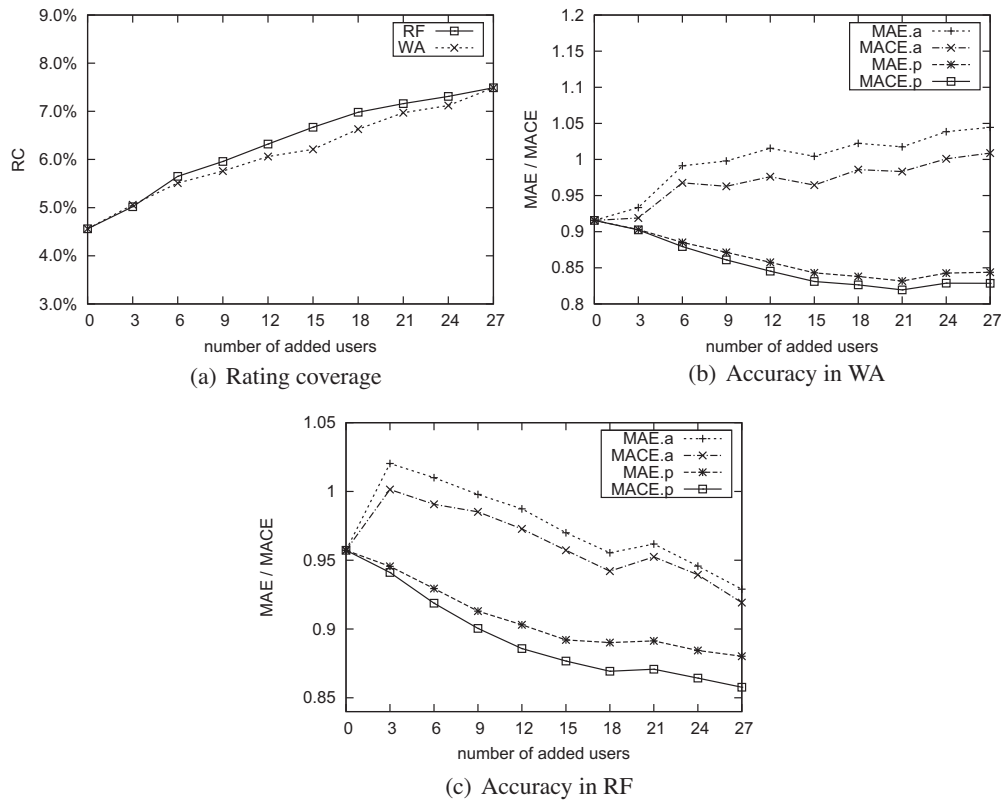 9.0%
8.0%
7.0%
6.0%
5.0%
4.0%
3.0%
RC
RF
WA
0 3 6 9 12 15 18 21 24 27
number of added users
(a) Rating coverage
1.2
1.15
1.1
1.05
1
0.95
0.9
0.85
0.8
MAE / MACE
MAE.a
MACE.a
MAE.p
MACE.p
0 3 6 9 12 15 18 21 24 27
number of added users
(b) Accuracy in WA
1.05
1
0.95
0.9
0.85
MAE / MACE
MAE.a
MACE.a
MAE.p
MACE.p
0 3 6 9 12 15 18 21 24 27
number of added users
(c) Accuracy in RF